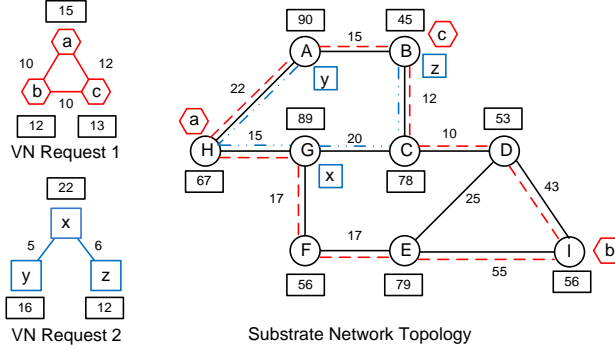 15
a
10
12
b
c
10
12
13
VN Request 1
22
x
5
6
y
z
16
12
VN Request 2
90
45
15
A
B
c
y
z
22
12
a
89
53
15
20
10
H
G
C
D
67
x
78
43
17
25
17
F
E
I
b
55
56
79
56
Substrate Network Topology